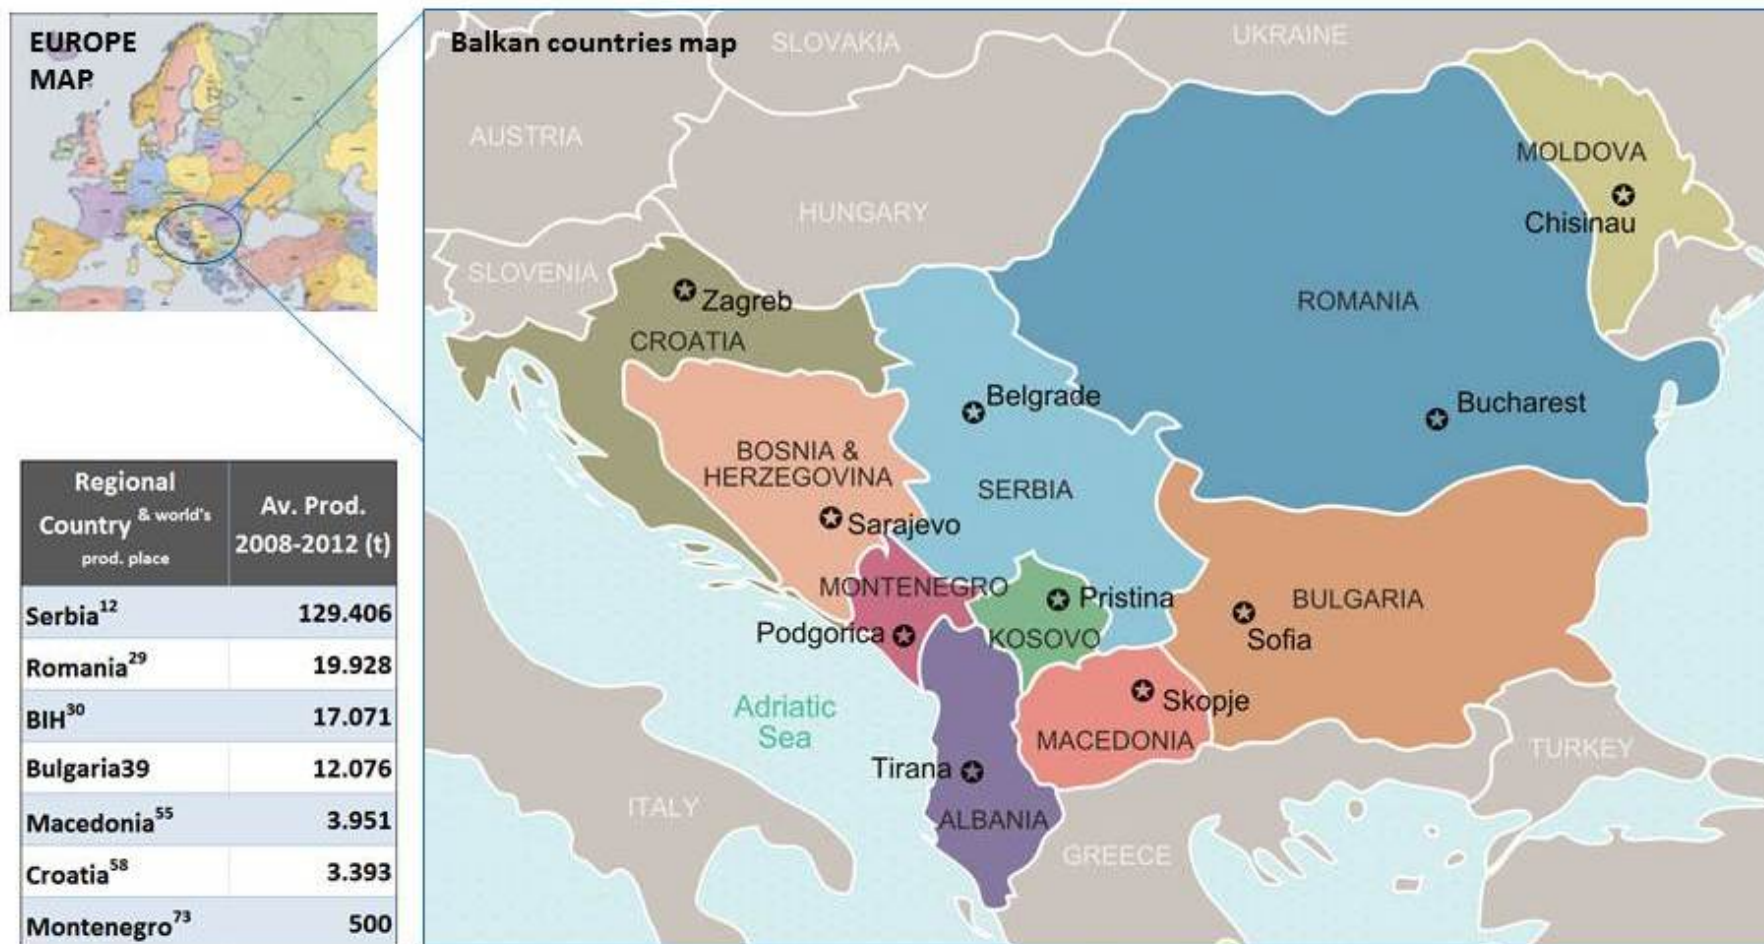 EUROPE
MAP
Balkan countries map
SLOVAKIA
UKRAINE
AUSTRIA
MOLDOVA
Chisinau
HUNGARY
SLOVENIA
Zagreb
CROATIA
ROMANIA
Belgrade
Bucharest
BOSNIA &
HERZEGOVINA
SERBIA
Sarajevo
MONTENEGRO
Pristina
BULGARIA
Podgorica
KOSOVO
Sofia
Adriatic
Sea
Skopje
MACEDONIA
TURKEY
Tirana
ITALY
ALBANIA
GREECE
Regional
Country & world's
prod. place
Av. Prod.
2008-2012 (t)
Serbia12 129.406
Romania29 19.928
BIH30 17.071
Bulgaria39 12.076
Macedonia55 3.951
Croatia58 3.393
Montenegro73 500